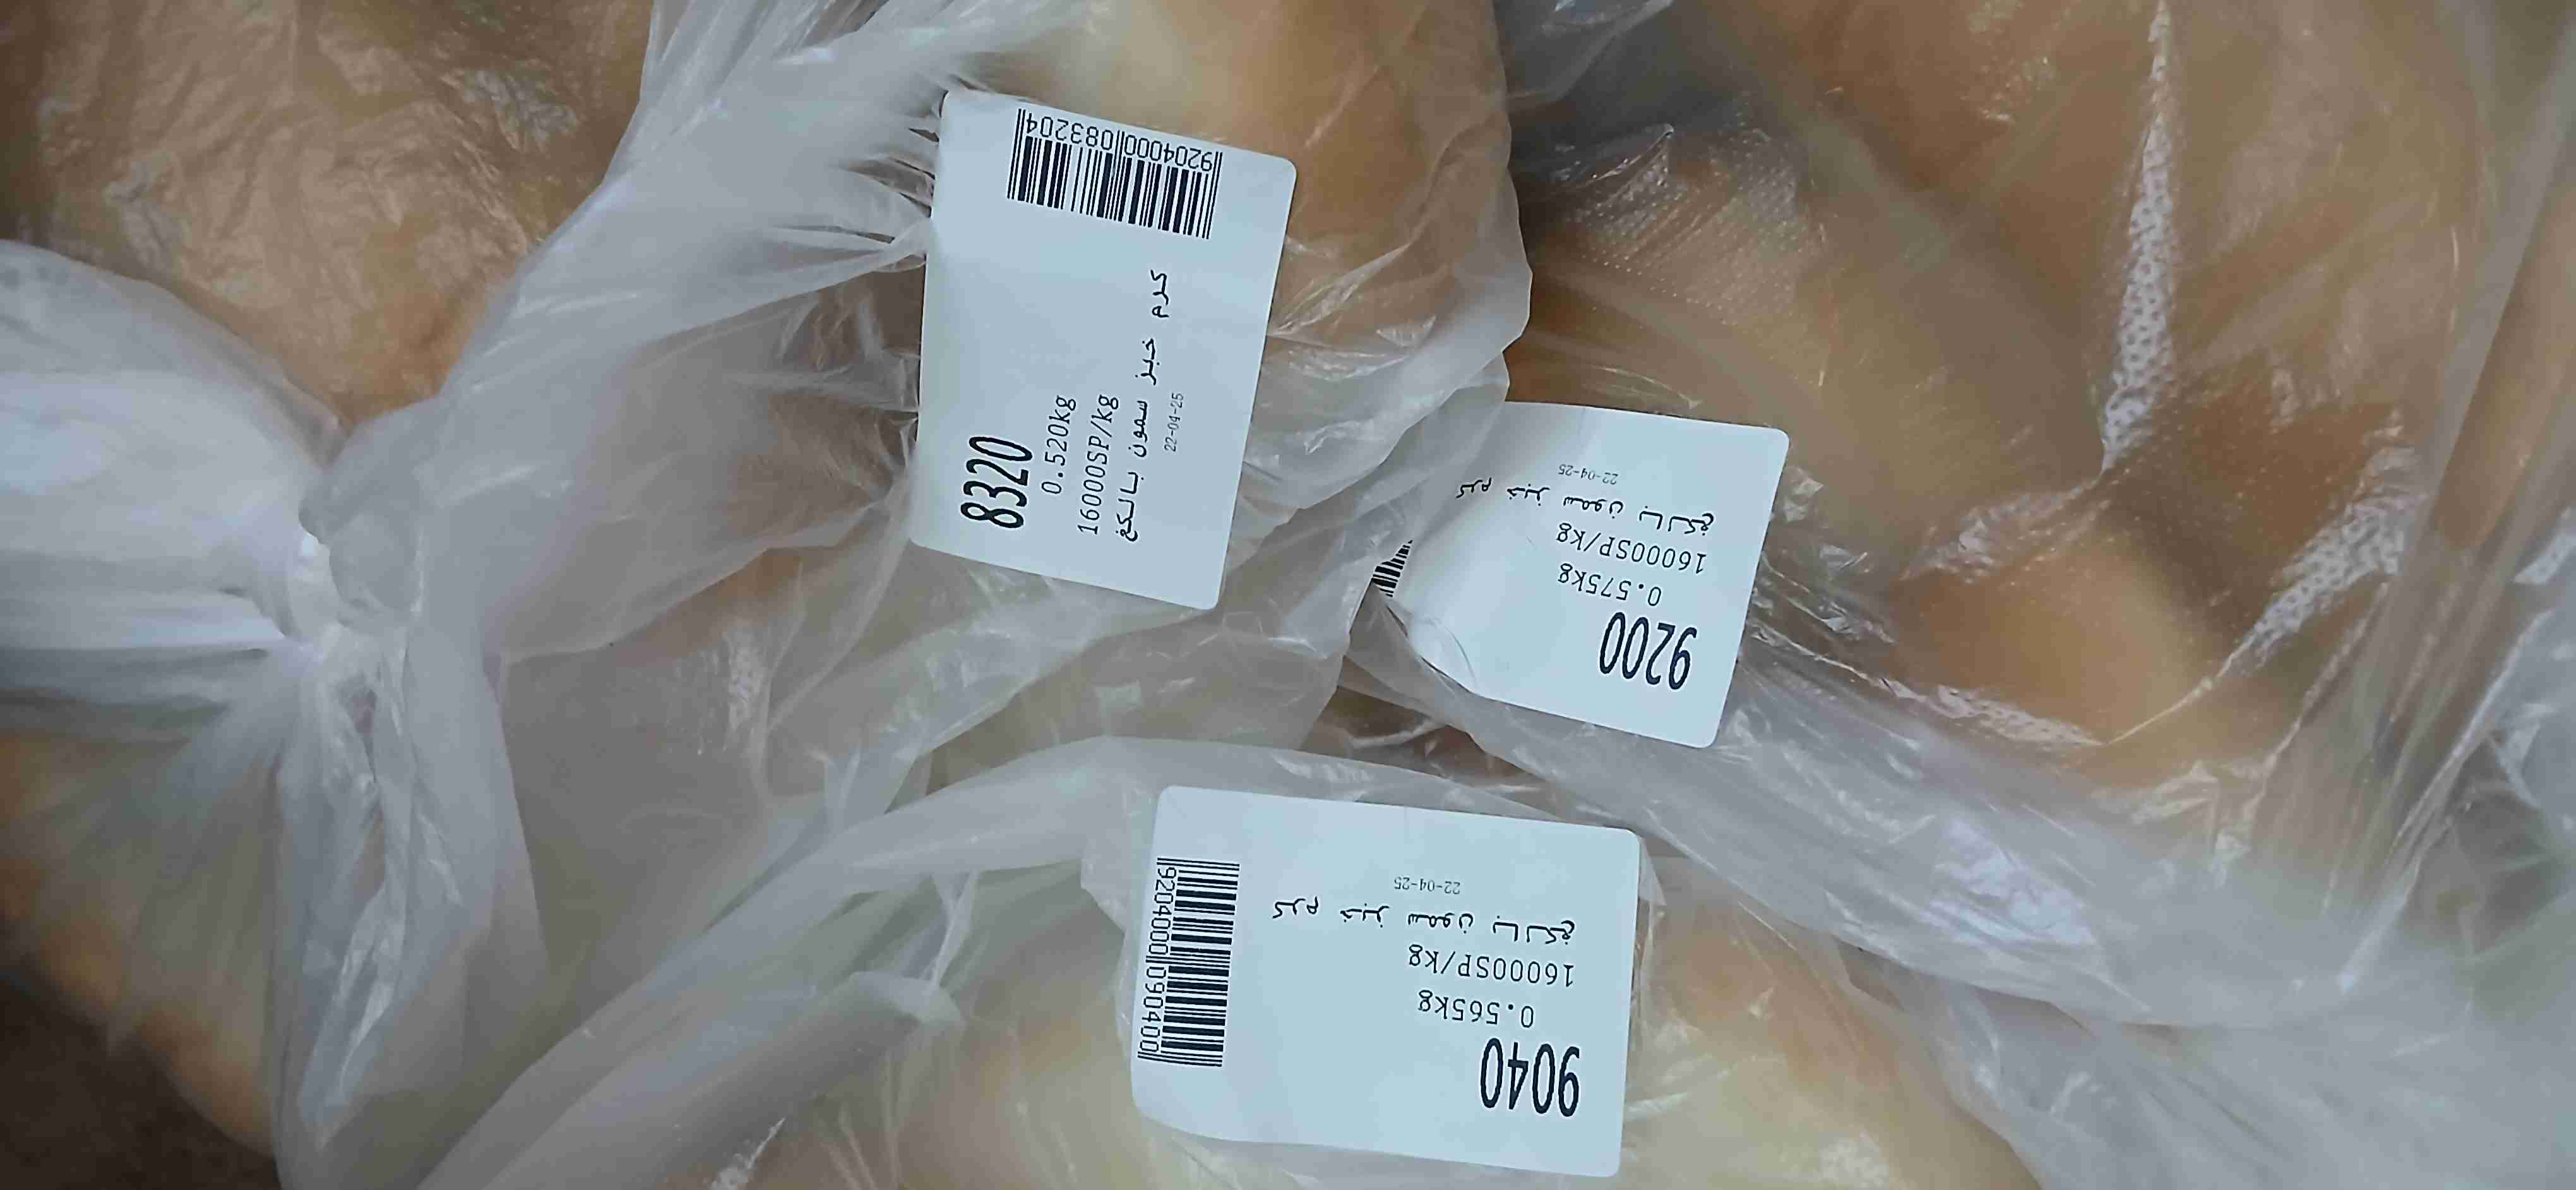 9204000083204
8320
0.520kg
16000SP/kg
كرم خبز سمون بالكغ
22-04-25
9200
0.575kg
16000SP/kg
كرم خبز سمون بالكغ
22-04-25
9204000090400
9040
0.565kg
16000SP/kg
كرم خبز سمون بالكغ
22-04-25